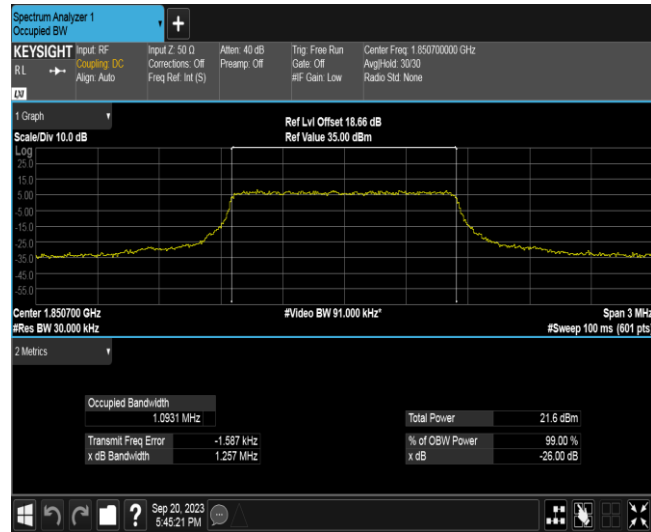 Spectrum Analyzer 1
Occupied BW
+
KEYSIGHT
RL
LXI
Input: RF
Coupling: DC
Align: Auto
Input Z: 50 Ω
Corrections: Off
Freq Ref: Int (S)
Atten: 40 dB
Preamp: Off
Trig: Free Run
Gate: Off
#IF Gain: Low
Center Freq: 1.850700000 GHz
Avg|Hold: 30/30
Radio Std: None
1 Graph
Scale/Div 10.0 dB
Ref Lvl Offset 18.66 dB
Ref Value 35.00 dBm
Log
25.0
15.0
5.00
-5.00
-15.0
-25.0
-35.0
-45.0
-55.0
Center 1.850700 GHz
#Res BW 30.000 kHz
#Video BW 91.000 kHz*
Span 3 MHz
#Sweep 100 ms (601 pts)
2 Metrics
Occupied Bandwidth
1.0931 MHz
Transmit Freq Error -1.587 kHz
x dB Bandwidth 1.257 MHz
Total Power 21.6 dBm
% of OBW Power 99.00 %
x dB -26.00 dB
?
Sep 20, 2023
5:45:21 PM